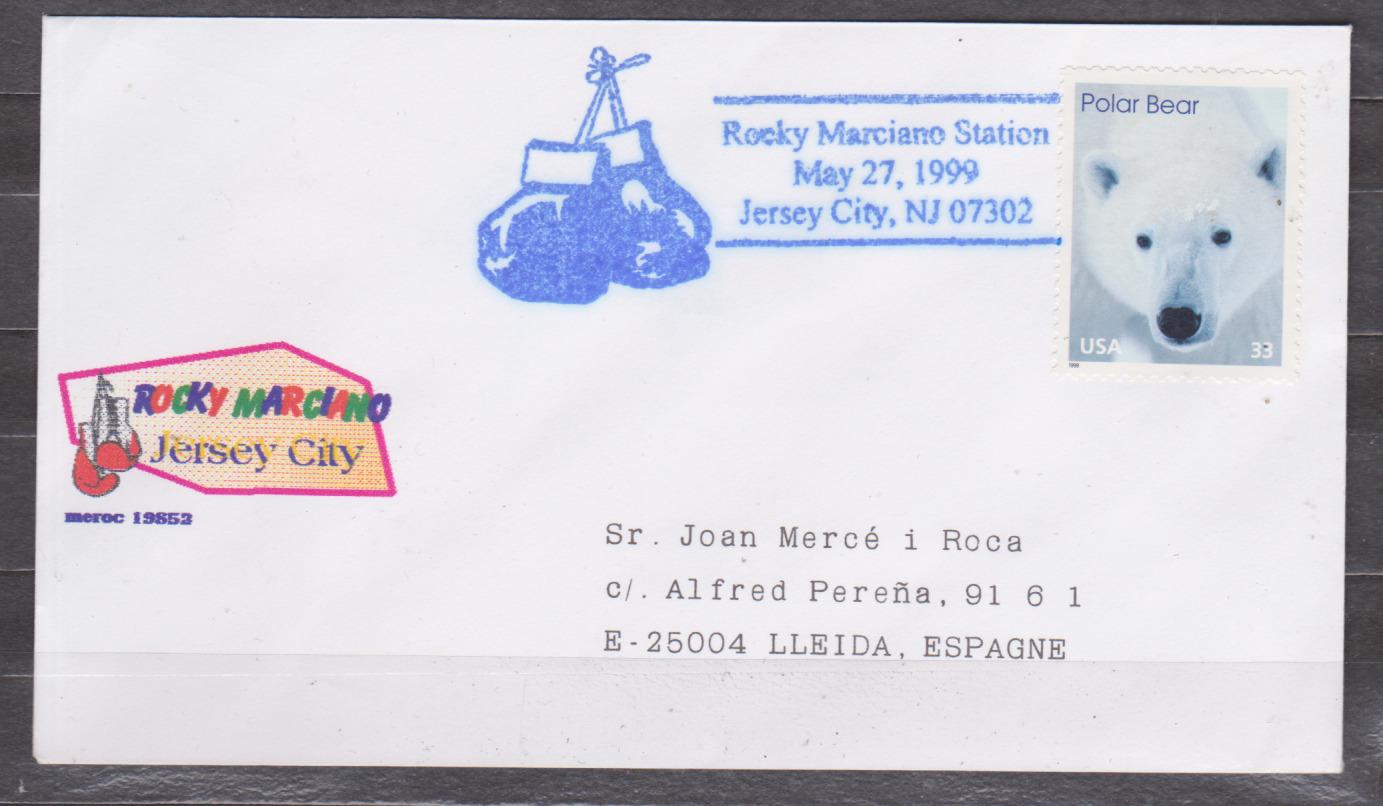 Rocky Marciano Station
May 27, 1999
Jersey City, NJ 07302
Polar Bear
USA 33
1999
ROCKY MARCIANO
Jersey City
meroc 19852
Sr. Joan Mercé i Roca
c/. Alfred Pereña, 91 6 1
E-25004 LLEIDA, ESPAGNE